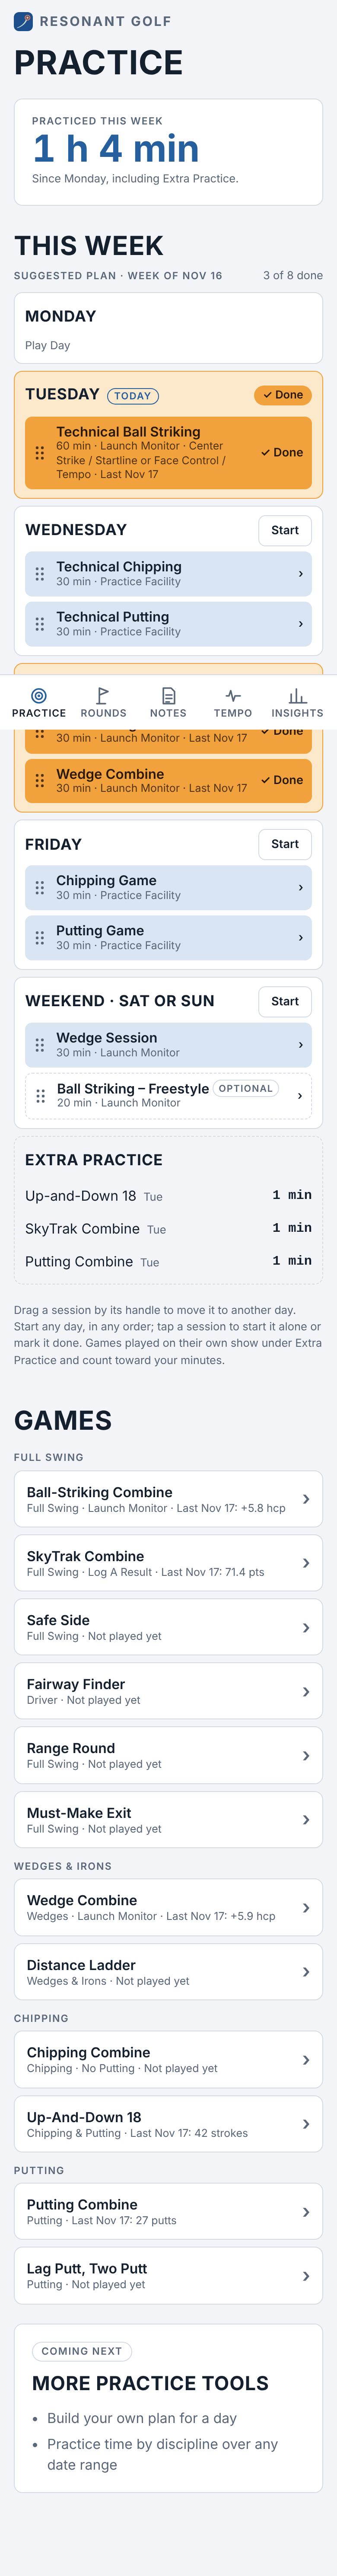 RESONANT GOLF
PRACTICE
PRACTICED THIS WEEK
1 h 4 min
Since Monday, including Extra Practice.
THIS WEEK
SUGGESTED PLAN · WEEK OF NOV 16
3 of 8 done
MONDAY
Play Day
TUESDAY
TODAY
✓ Done
Technical Ball Striking
60 min · Launch Monitor · Center
Strike / Startline or Face Control /
Tempo · Last Nov 17
✓ Done
WEDNESDAY
Start
Technical Chipping
30 min · Practice Facility
›
Technical Putting
30 min · Practice Facility
›
PRACTICE
ROUNDS
NOTES
TEMPO
INSIGHTS
30 min · Launch Monitor · Last Nov 17
✓ Done
Wedge Combine
30 min · Launch Monitor · Last Nov 17
✓ Done
FRIDAY
Start
Chipping Game
30 min · Practice Facility
›
Putting Game
30 min · Practice Facility
›
WEEKEND · SAT OR SUN
Start
Wedge Session
30 min · Launch Monitor
›
Ball Striking – Freestyle
OPTIONAL
20 min · Launch Monitor
›
EXTRA PRACTICE
Up-and-Down 18 Tue
1 min
SkyTrak Combine Tue
1 min
Putting Combine Tue
1 min
Drag a session by its handle to move it to another day.
Start any day, in any order; tap a session to start it alone or
mark it done. Games played on their own show under Extra
Practice and count toward your minutes.
GAMES
FULL SWING
Ball-Striking Combine
Full Swing · Launch Monitor · Last Nov 17: +5.8 hcp
›
SkyTrak Combine
Full Swing · Log A Result · Last Nov 17: 71.4 pts
›
Safe Side
Full Swing · Not played yet
›
Fairway Finder
Driver · Not played yet
›
Range Round
Full Swing · Not played yet
›
Must-Make Exit
Full Swing · Not played yet
›
WEDGES & IRONS
Wedge Combine
Wedges · Launch Monitor · Last Nov 17: +5.9 hcp
›
Distance Ladder
Wedges & Irons · Not played yet
›
CHIPPING
Chipping Combine
Chipping · No Putting · Not played yet
›
Up-And-Down 18
Chipping & Putting · Last Nov 17: 42 strokes
›
PUTTING
Putting Combine
Putting · Last Nov 17: 27 putts
›
Lag Putt, Two Putt
Putting · Not played yet
›
COMING NEXT
MORE PRACTICE TOOLS
• Build your own plan for a day
• Practice time by discipline over any
date range